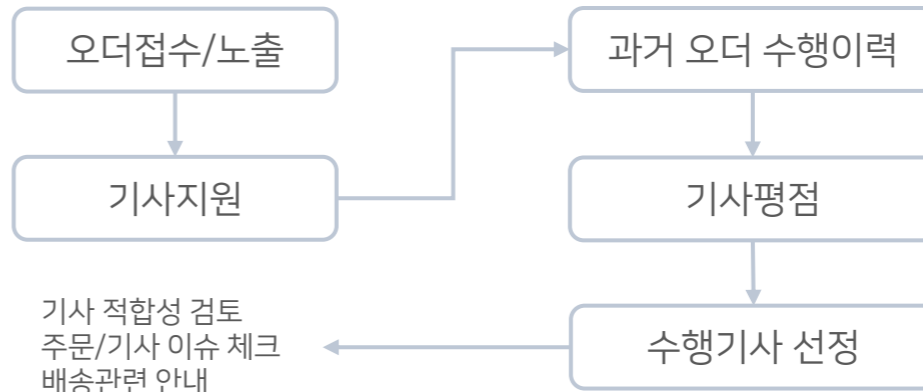 오더접수/노출
기사지원
과거 오더 수행이력
기사평점
수행기사 선정
기사 적합성 검토
주문/기사 이슈 체크
배송관련 안내